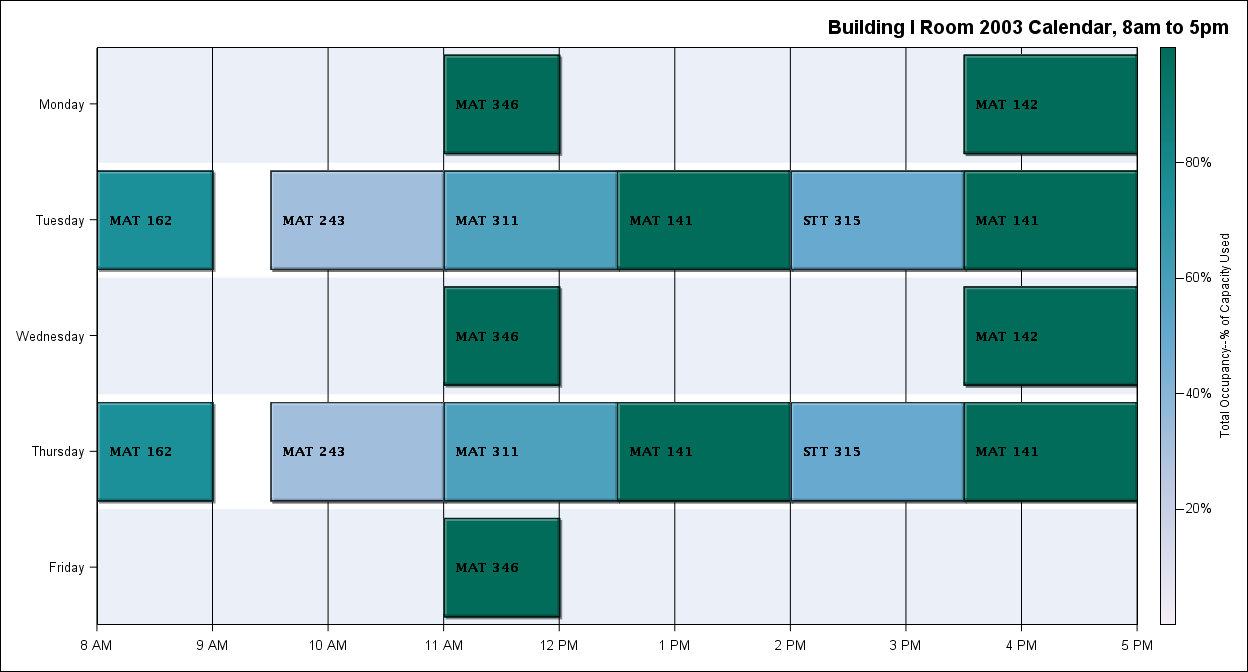 Building I Room 2003 Calendar, 8am to 5pm
Monday
MAT 346
MAT 142
80%
Tuesday
MAT 162
MAT 243
MAT 311
MAT 141
STT 315
MAT 141
60%
Wednesday
MAT 346
MAT 142
40%
Thursday
MAT 162
MAT 243
MAT 311
MAT 141
STT 315
MAT 141
20%
Friday
MAT 346
8 AM
9 AM
10 AM
11 AM
12 PM
1 PM
2 PM
3 PM
4 PM
5 PM
Total Occupancy--% of Capacity Used